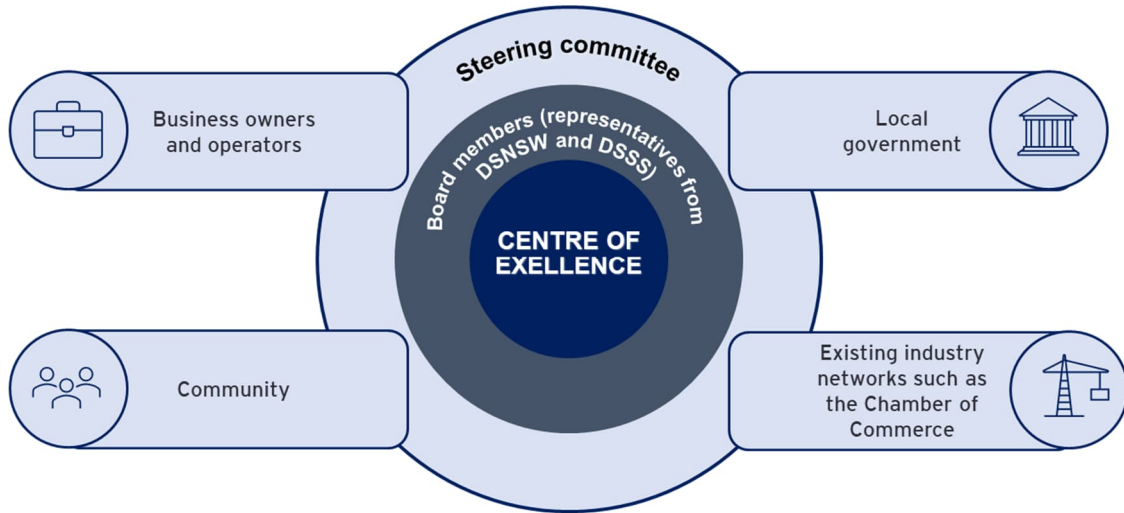 Steering committee
Board members (representatives from
DSNSW and DSSS)
CENTRE OF
EXELLENCE
Business owners
and operators
Local
government
Community
Existing industry
networks such as
the Chamber of
Commerce